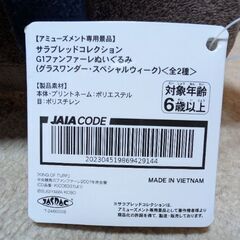 【アミューズメント専用景品】
サラブレッドコレクション
G1ファンファーレぬいぐるみ
(グラスワンダー・スペシャルウィーク)<全2種>
【製品素材】
本体・プリントネーム:ポリエステル
目:ポリスチレン
対象年齢
6歳以上
JAIA CODE
2023045198694291​44
MADE IN VIETNAM